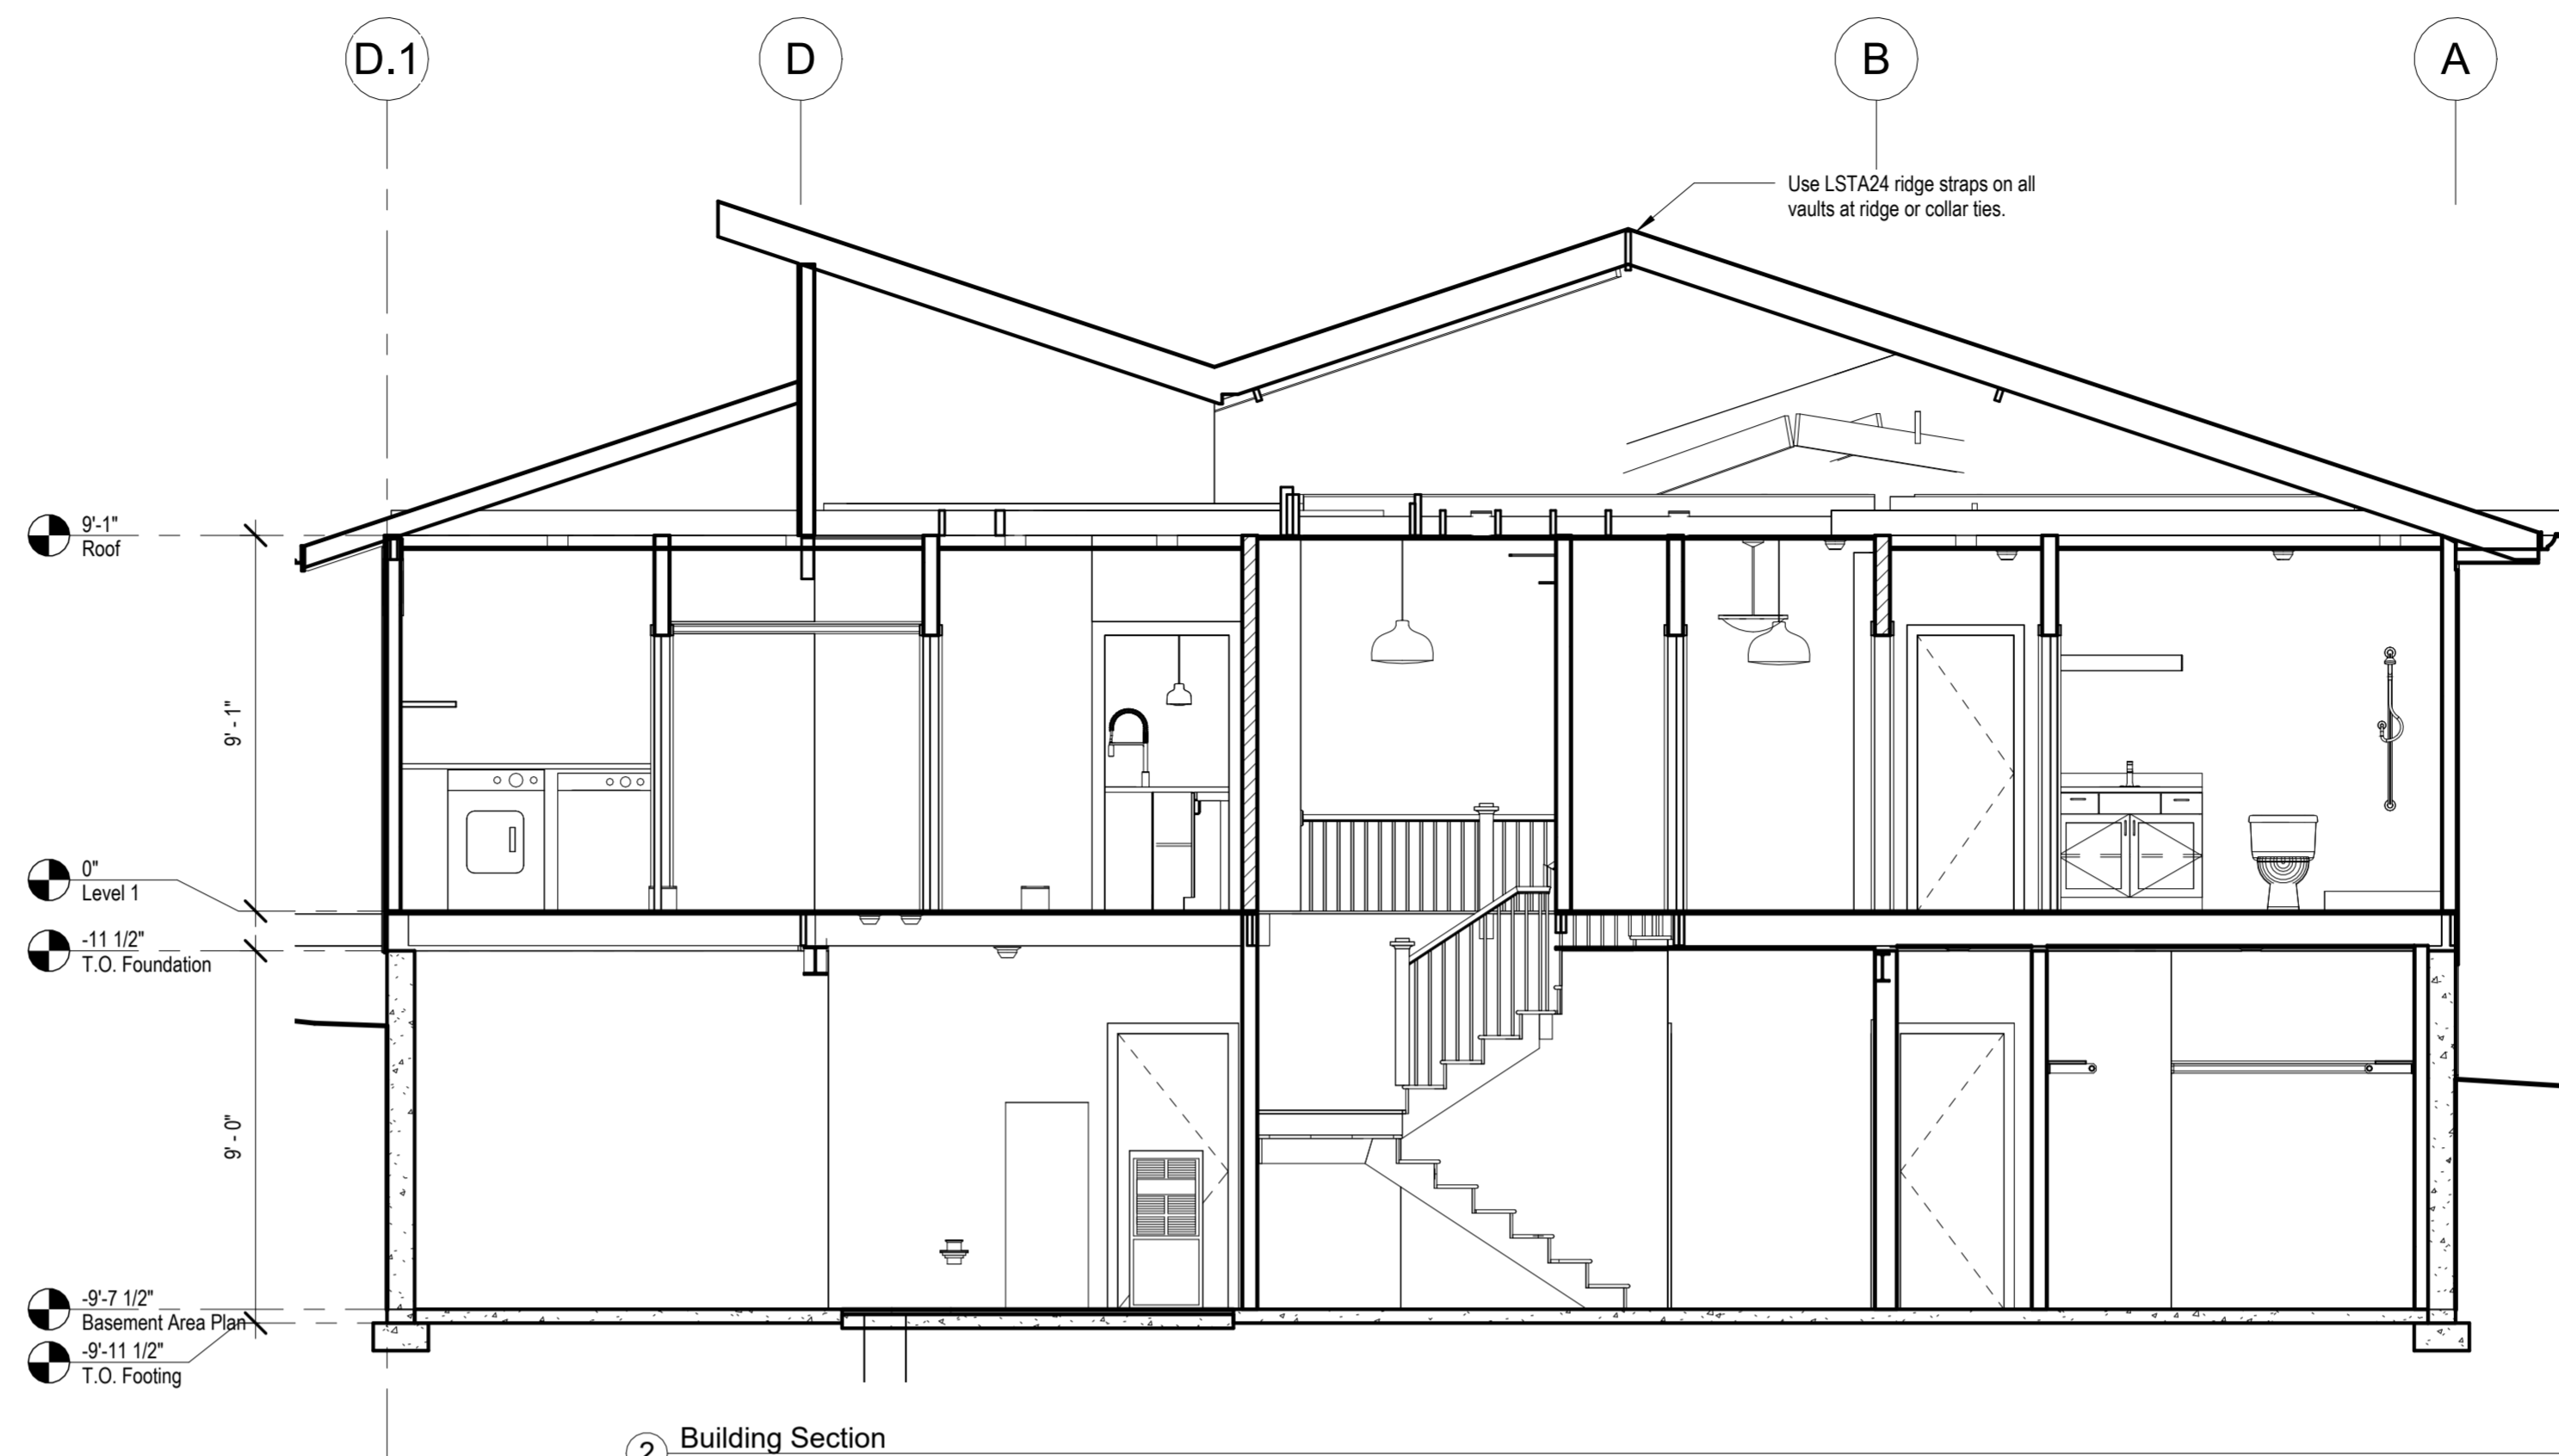 D.1
D
B
A
Use LSTA24 ridge straps on all
vaults at ridge or collar ties.
9'-1"
Roof
9' - 1"
0"
Level 1
-11 1/2"
T.O. Foundation
9' - 0"
-9'-7 1/2"
Basement Area Plan
-9'-11 1/2"
T.O. Footing
2
Building Section